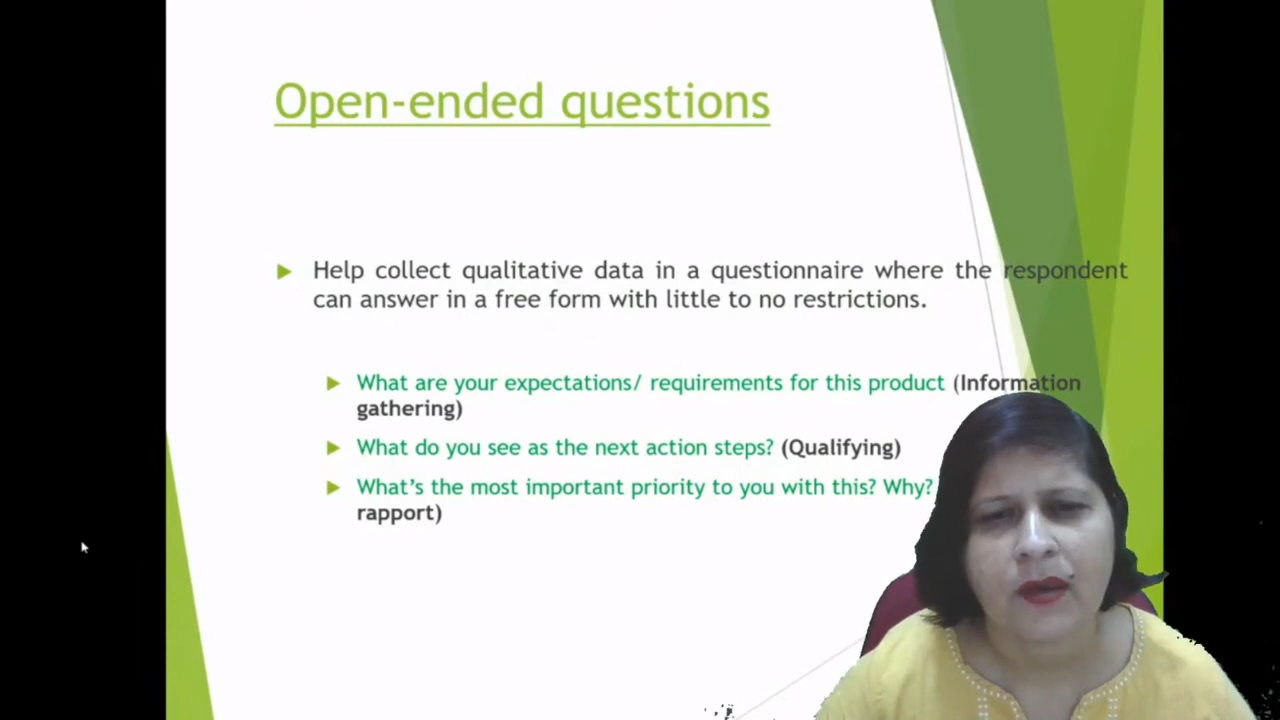 Open-ended questions
Help collect qualitative data in a questionnaire where the respondent
can answer in a free form with little to no restrictions.
What are your expectations/ requirements for this product (Information
gathering)
What do you see as the next action steps? (Qualifying)
What's the most important priority to you with this? Why?
rapport)